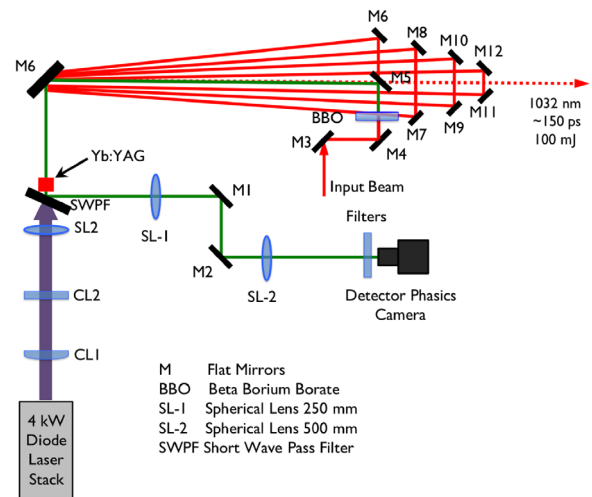 M6
M8
M10
M12
M6
M5
BBO
M3
M4
M7
M9
M11
1032 nm
~150 ps
100 mJ
Input Beam
Yb:YAG
SWPF
SL2
SL-1
M1
M2
SL-2
Filters
Detector Phasics
Camera
CL2
CL1
4 kW
Diode
Laser
Stack
M Flat Mirrors
BBO Beta Borium Borate
SL-1 Spherical Lens 250 mm
SL-2 Spherical Lens 500 mm
SWPF Short Wave Pass Filter